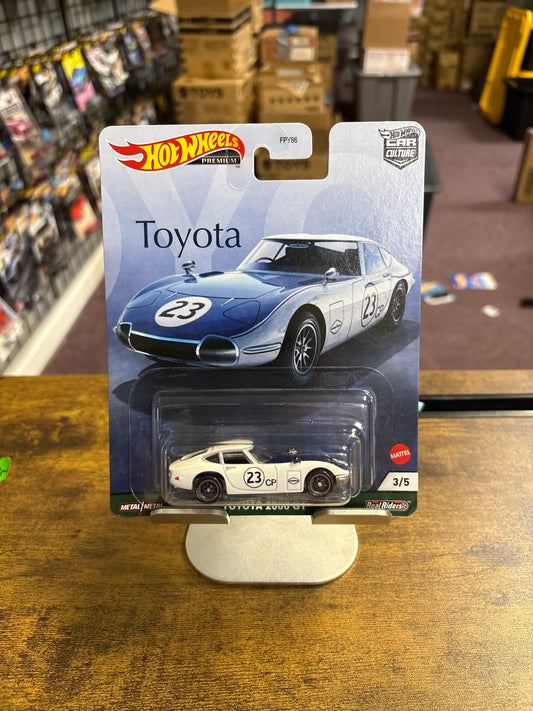 HOT WHEELS
PREMIUM
FPY86
HOT WHEELS
CAR
CULTURE
Toyota
23
23
CP
23
CP
MATTEL
3/5
METAL/METAL
TOYOTA 2000 GT
Real Riders